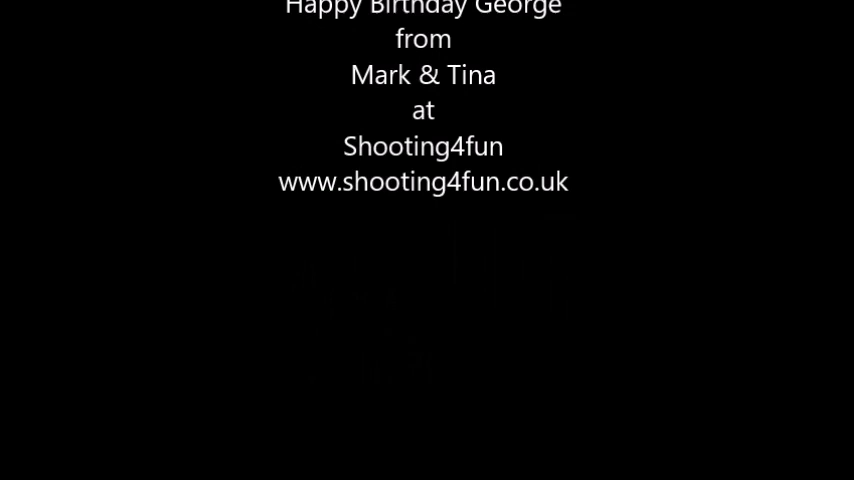 Happy Birthday George
from
Mark & Tina
at
Shooting4fun
www.shooting4fun.co.uk